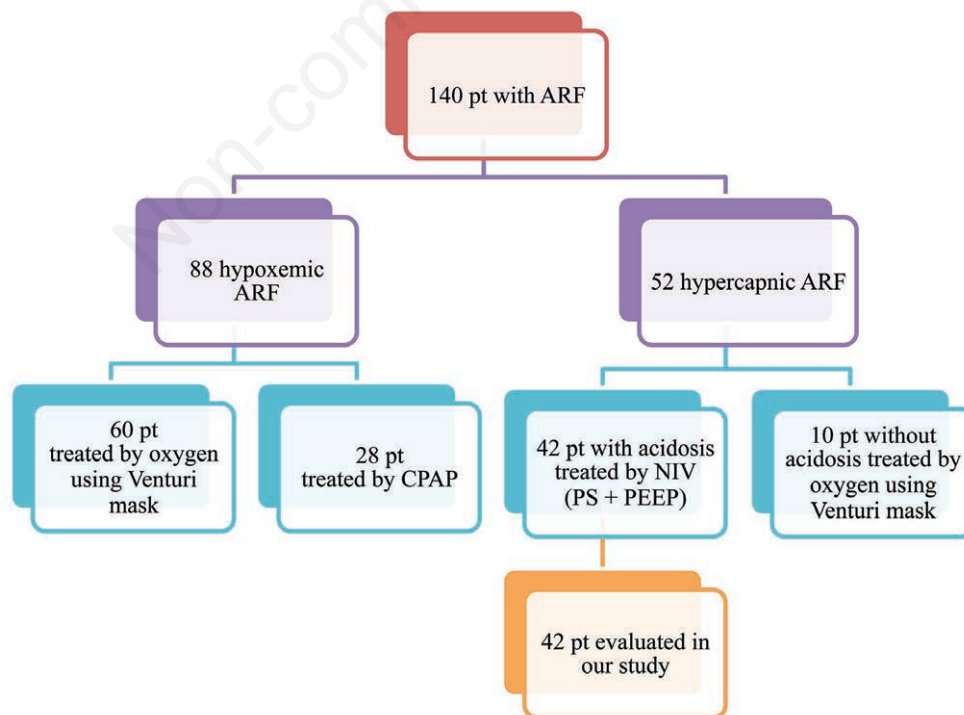 Non-com
140 pt with ARF
88 hypoxemic
ARF
52 hypercapnic ARF
60 pt
treated by oxygen
using Venturi
mask
28 pt
treated by CPAP
42 pt with acidosis
treated by NIV
(PS + PEEP)
10 pt without
acidosis treated by
oxygen using
Venturi mask
42 pt evaluated in
our study